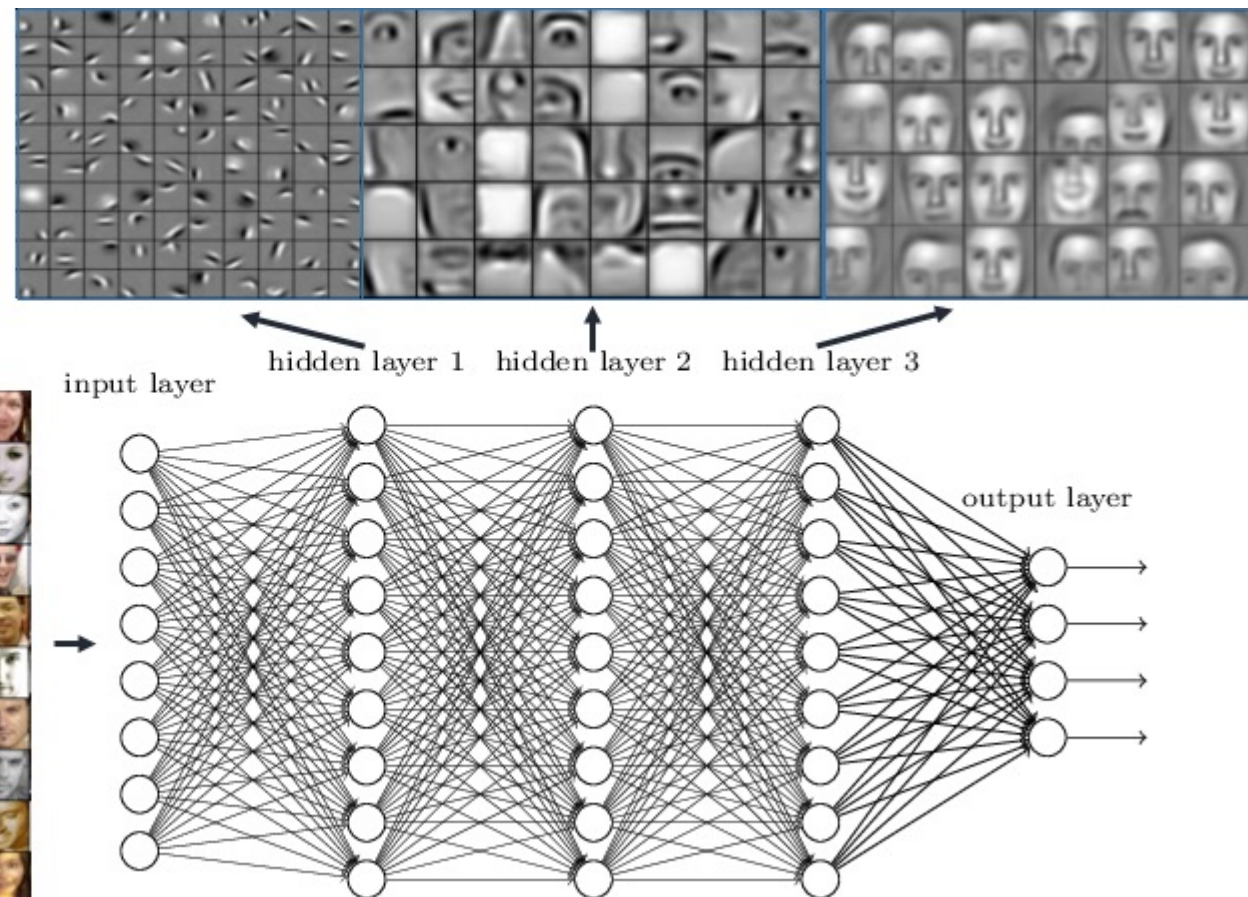 hidden layer 1
hidden layer 2
hidden layer 3
input layer
output layer